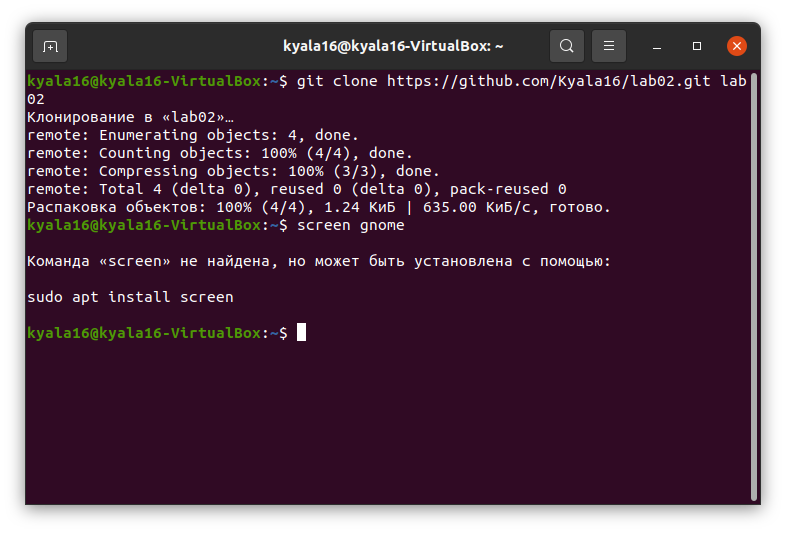 kyala16@kyala16-VirtualBox: ~
kyala16@kyala16-VirtualBox:~$ git clone https://github.com/Kyala16/lab02.git lab
02
Клонирование в «lab02»…
remote: Enumerating objects: 4, done.
remote: Counting objects: 100% (4/4), done.
remote: Compressing objects: 100% (3/3), done.
remote: Total 4 (delta 0), reused 0 (delta 0), pack-reused 0
Распаковка объектов: 100% (4/4), 1.24 КиБ | 635.00 КиБ/с, готово.
kyala16@kyala16-VirtualBox:~$ screen gnome
Команда «screen» не найдена, но может быть установлена с помощью:
sudo apt install screen
kyala16@kyala16-VirtualBox:~$